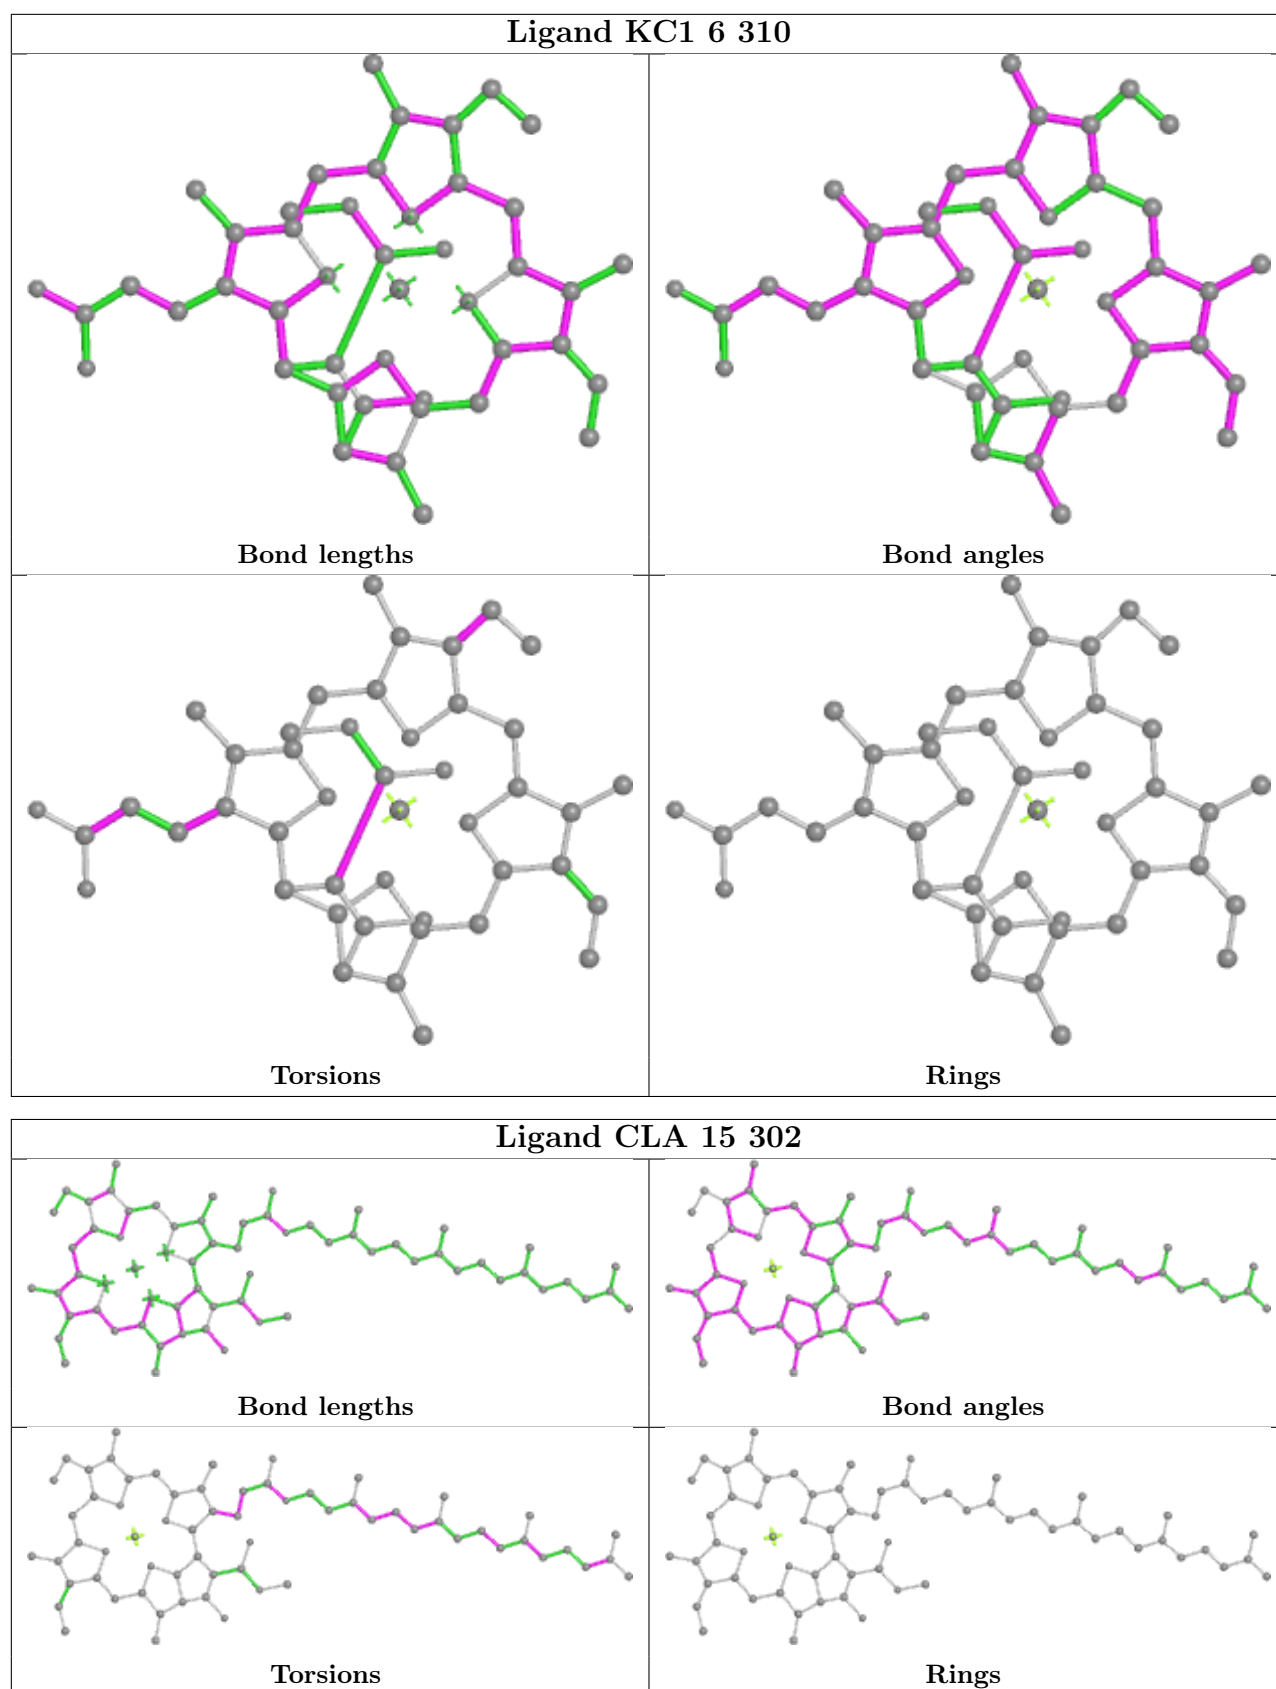 Ligand KC1 6 310
Bond lengths
Bond angles
Torsions
Rings
Ligand CLA 15 302
Bond lengths
Bond angles
Torsions
Rings